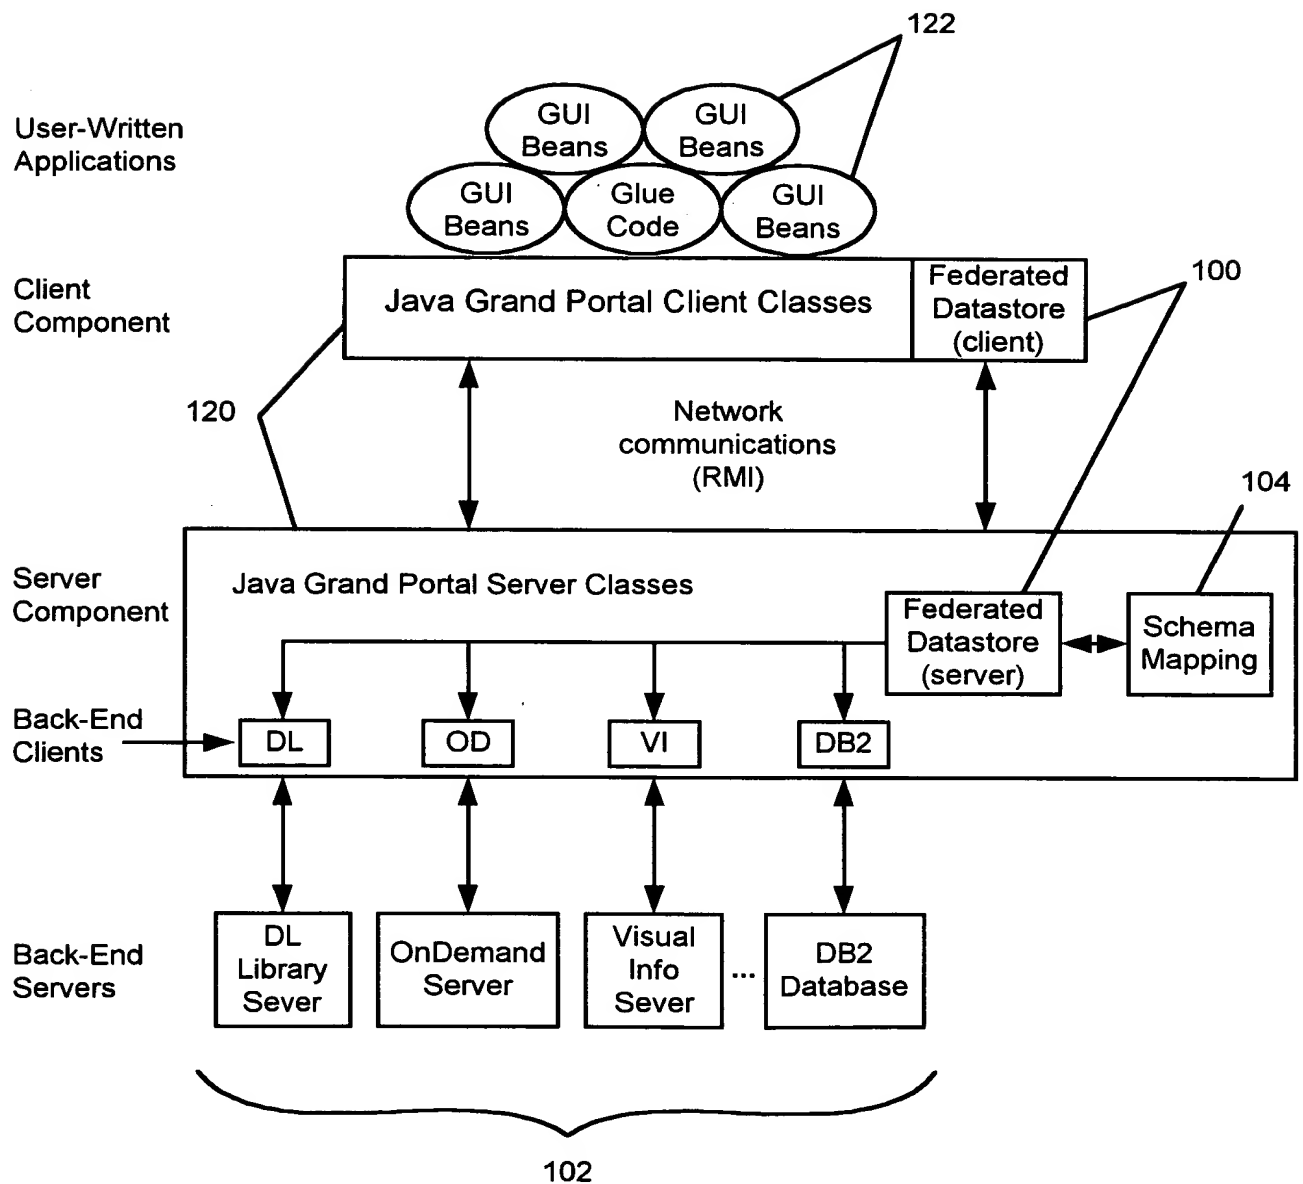 122
User-Written
Applications
GUI
Beans
GUI
Beans
GUI
Beans
Glue
Code
GUI
Beans
Client
Component
Java Grand Portal Client Classes
Federated
Datastore
(client)
100
120
Network
communications
(RMI)
104
Server
Component
Java Grand Portal Server Classes
Federated
Datastore
(server)
Schema
Mapping
Back-End
Clients
DL
OD
VI
DB2
Back-End
Servers
DL
Library
Sever
OnDemand
Server
Visual
Info
Sever
...
DB2
Database
102